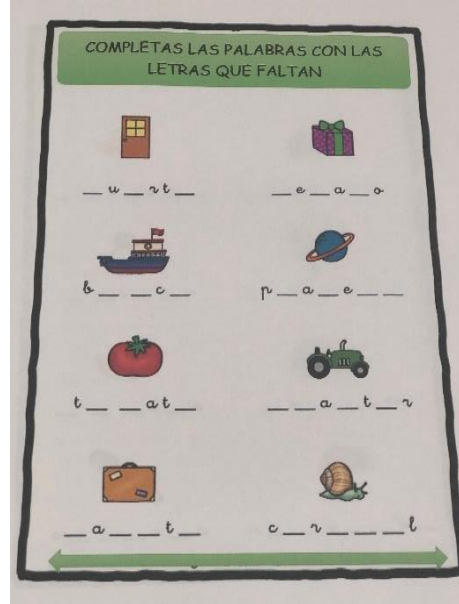 COMPLETAS LAS PALABRAS CON LAS
LETRAS QUE FALTAN
__ u __ r t __
__ e __ a __ o
b __ __ c __
p __ a __ e __ __
t __ __ a t __
__ __ a __ t __ r
__ a __ __ t __
c __ r __ __ __ l